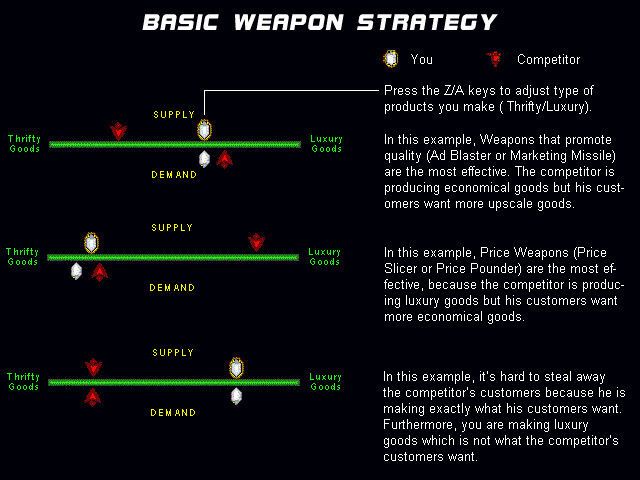 BASIC WEAPON STRATEGY
You
Competitor
Press the Z/A keys to adjust type of
products you make ( Thrifty/Luxury).
SUPPLY
Thrifty
Goods
Luxury
Goods
DEMAND
In this example, Weapons that promote
quality (Ad Blaster or Marketing Missile)
are the most effective. The competitor is
producing economical goods but his cust-
omers want more upscale goods.
SUPPLY
Thrifty
Goods
Luxury
Goods
DEMAND
In this example, Price Weapons (Price
Slicer or Price Pounder) are the most ef-
fective, because the competitor is produc-
ing luxury goods but his customers want
more economical goods.
SUPPLY
Thrifty
Goods
Luxury
Goods
DEMAND
In this example, it's hard to steal away
the competitor's customers because he is
making exactly what his customers want.
Furthermore, you are making luxury
goods which is not what the competitor's
customers want.